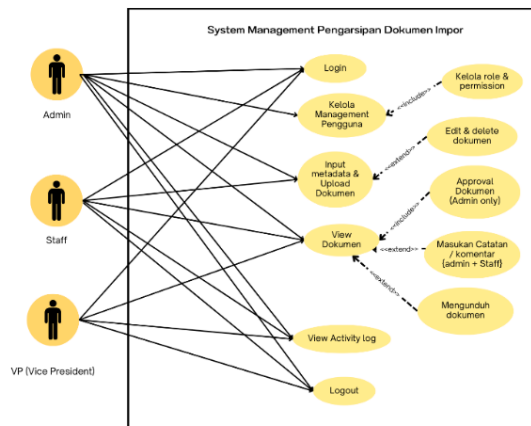 System Management Pengarsipan Dokumen Impor
Admin
Staff
VP (Vice President)
Login
Kelola
Management
Pengguna
Input
metadata &
Upload
Dokumen
View
Dokumen
View Activity log
Logout
<<include>>
<<extend>>
<<include>>
<<extend>>
<<extend>>
Kelola role &
permission
Edit & delete
dokumen
Approval
Dokumen
(Admin only)
Masukan Catatan
/ komentar
(admin + Staff)
Mengunduh
dokumen